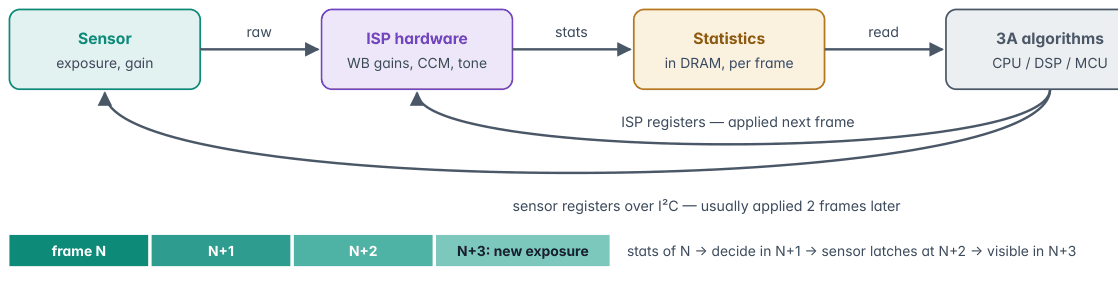 Sensor
exposure, gain
raw
ISP hardware
WB gains, CCM, tone
stats
Statistics
in DRAM, per frame
read
3A algorithms
CPU / DSP / MCU
ISP registers — applied next frame
sensor registers over I²C — usually applied 2 frames later
frame N
N+1
N+2
N+3: new exposure
stats of N → decide in N+1 → sensor latches at N+2 → visible in N+3